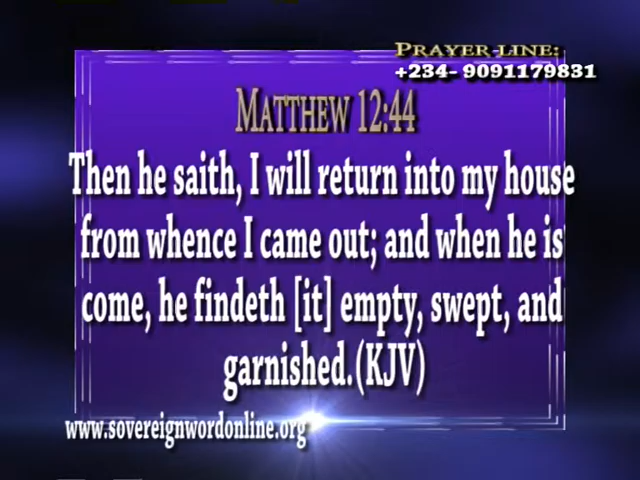 PRAYER-LINE:
+234- 9091179831
MATTHEW 12:44
Then he saith, I will return into my house
from whence I came out; and when he is
come, he findeth [it] empty, swept, and
garnished.(KJV)
www.sovereignwordonline.org